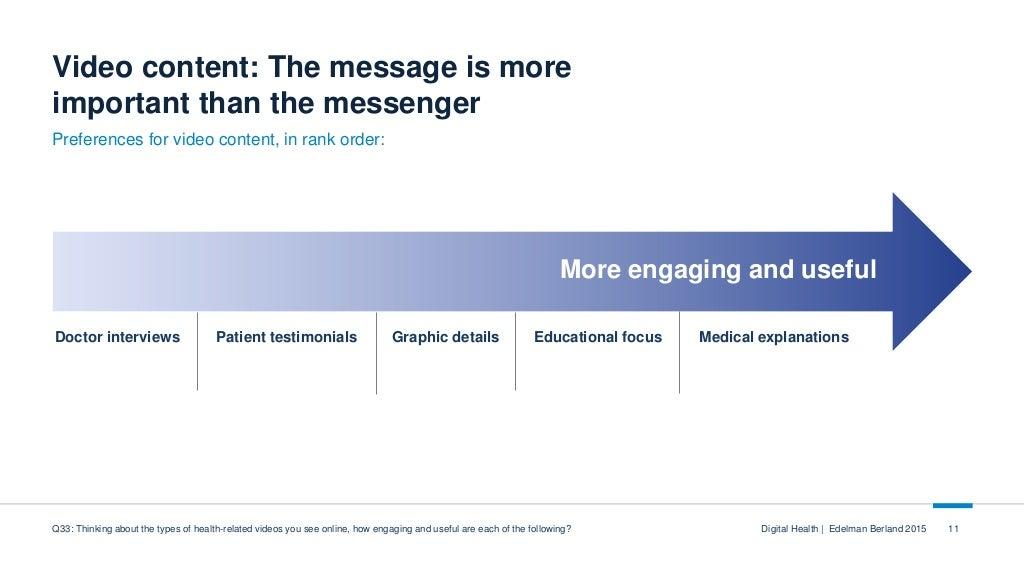 Video content: The message is more
important than the messenger
Preferences for video content, in rank order:
More engaging and useful
Doctor interviews
Patient testimonials
Graphic details
Educational focus
Medical explanations
Q33: Thinking about the types of health-related videos you see online, how engaging and useful are each of the following?
Digital Health | Edelman Berland 2015 11